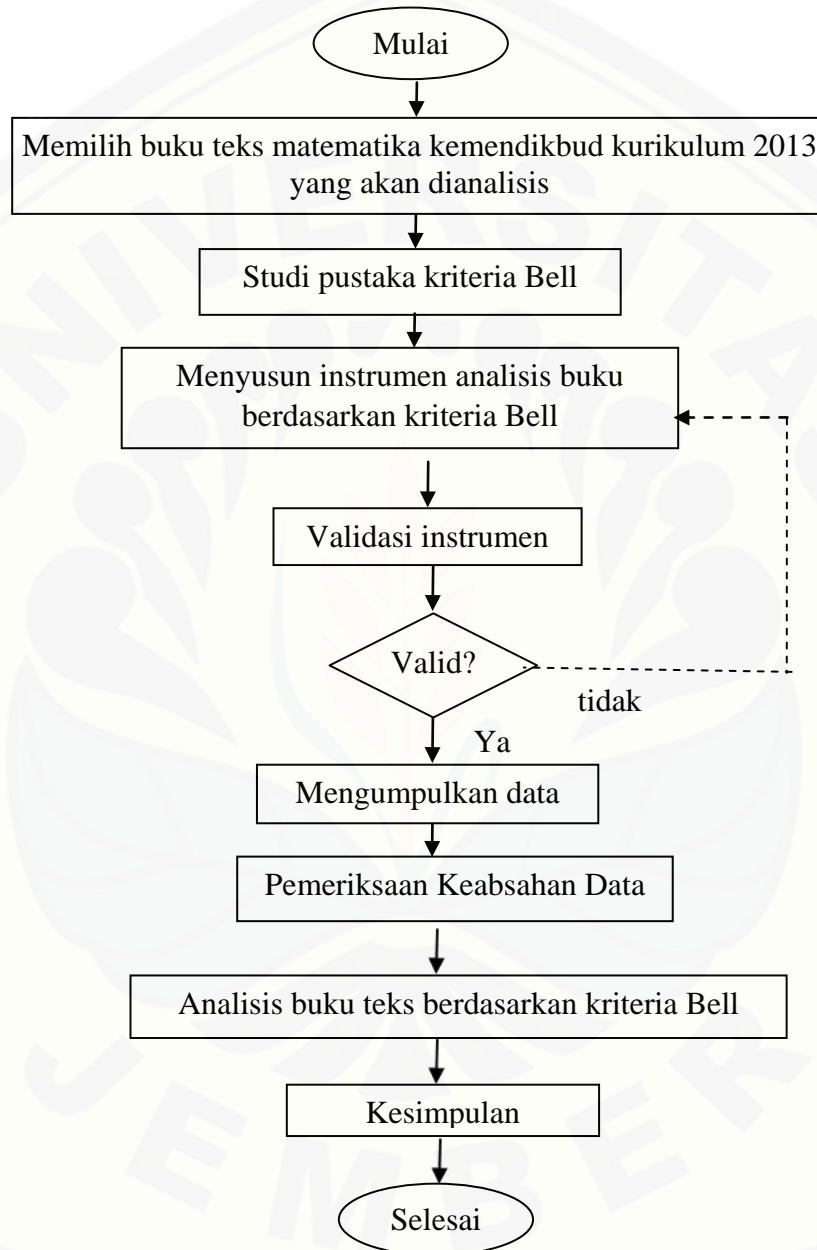 Mulai
Memilih buku teks matematika kemendikbud kurikulum 2013
yang akan dianalisis
Studi pustaka kriteria Bell
Menyusun instrumen analisis buku
berdasarkan kriteria Bell
Validasi instrumen
Valid?
tidak
Ya
Mengumpulkan data
Pemeriksaan Keabsahan Data
Analisis buku teks berdasarkan kriteria Bell
Kesimpulan
Selesai
UNIVERSITAS
JEMBER